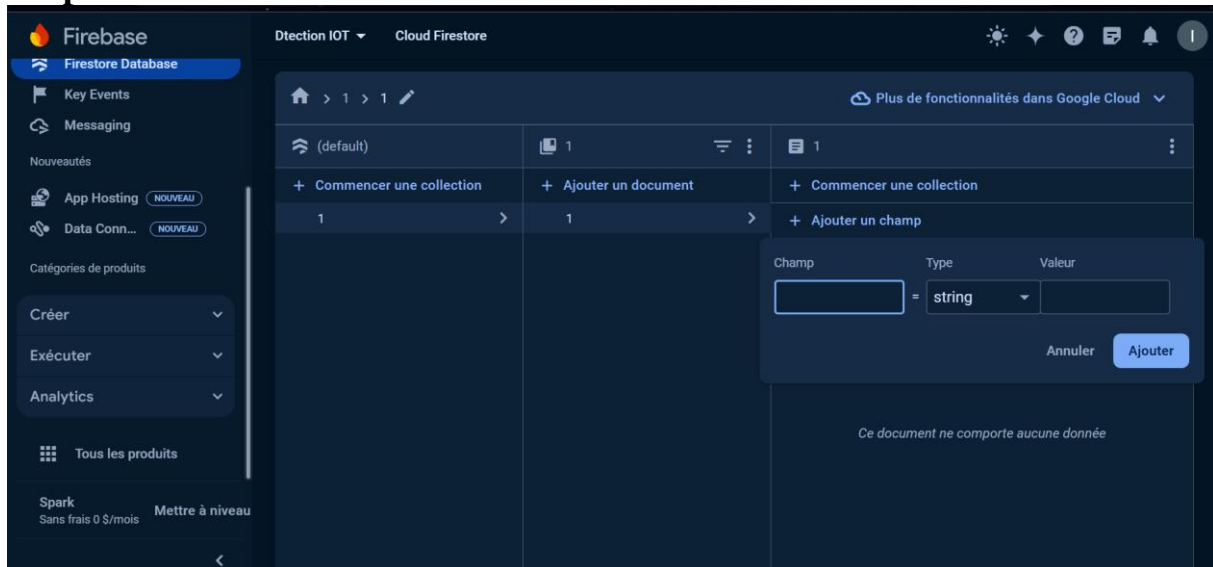 Firebase
Dtection IOT
Cloud Firestore
I
Firestore Database
Key Events
Messaging
Nouveautés
App Hosting NOUVEAU
Data Conn... NOUVEAU
Catégories de produits
Créer
Exécuter
Analytics
Tous les produits
Spark
Sans frais 0 $/mois
Mettre à niveau
> 1 > 1
Plus de fonctionnalités dans Google Cloud
(default)
+ Commencer une collection
1
1
+ Ajouter un document
1
1
+ Commencer une collection
+ Ajouter un champ
Champ Type Valeur
= string
Annuler Ajouter
Ce document ne comporte aucune donnée